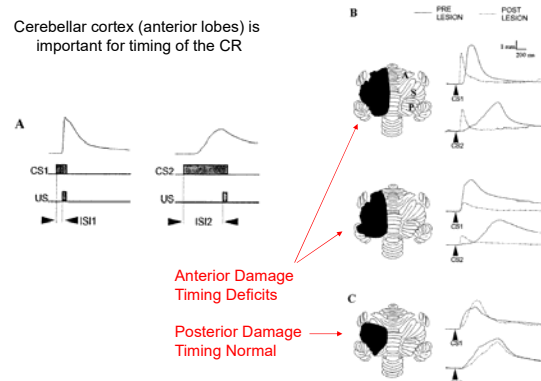 Cerebellar cortex (anterior lobes) is
important for timing of the CR
A
CS1
US
ISI1
CS2
US
ISI2
B
PRE LESION
POST LESION
1 mm
200 ms
A
S
P
CS1
CS2
CS1
CS2
Anterior Damage
Timing Deficits
Posterior Damage
Timing Normal
C
CS1